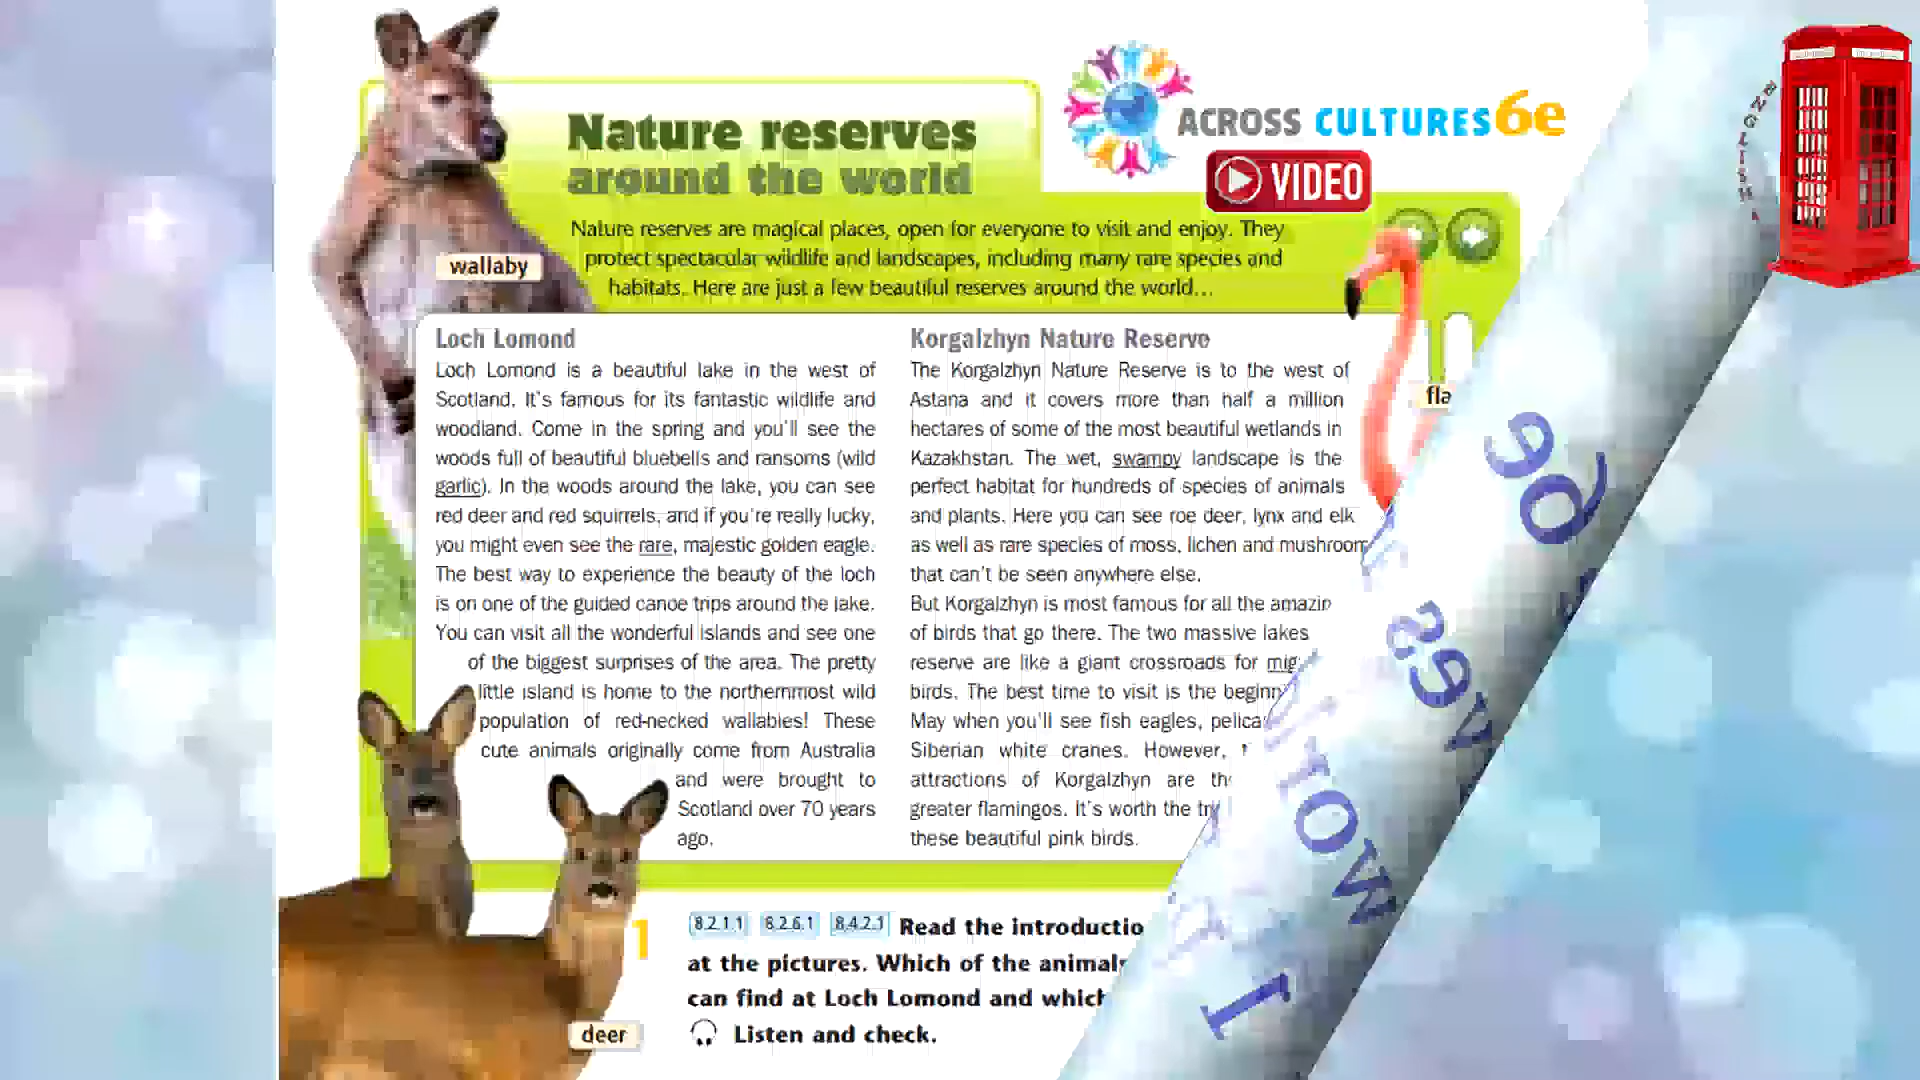 Nature reserves
around the world
ACROSS CULTURES 6e
VIDEO
ENGLISH
Nature reserves are magical places, open for everyone to visit and enjoy. They
protect spectacular wildlife and landscapes, including many rare species and
habitats. Here are just a few beautiful reserves around the world...
wallaby
Loch Lomond
Loch Lomond is a beautiful lake in the west of
Scotland. It's famous for its fantastic wildlife and
woodland. Come in the spring and you'll see the
woods full of beautiful bluebells and ransoms (wild
garlic). In the woods around the lake, you can see
red deer and red squirrels, and if you're really lucky,
you might even see the rare, majestic golden eagle.
The best way to experience the beauty of the loch
is on one of the guided canoe trips around the lake.
You can visit all the wonderful islands and see one
of the biggest surprises of the area. The pretty
little island is home to the northernmost wild
population of red-necked wallabies! These
cute animals originally come from Australia
and were brought to
Scotland over 70 years
ago.
Korgalzhyn Nature Reserve
The Korgalzhyn Nature Reserve is to the west of
Astana and it covers more than half a million
hectares of some of the most beautiful wetlands in
Kazakhstan. The wet, swampy landscape is the
perfect habitat for hundreds of species of animals
and plants. Here you can see roe deer, lynx and elk
as well as rare species of moss, lichen and mushroom
that can't be seen anywhere else.
But Korgalzhyn is most famous for all the amazin
of birds that go there. The two massive lakes
reserve are like a giant crossroads for mig
birds. The best time to visit is the beginn
May when you'll see fish eagles, pelica
Siberian white cranes. However, t
attractions of Korgalzhyn are th
greater flamingos. It's worth the tr
these beautiful pink birds.
fla
deer
1
8.2.1.1 8.2.6.1 8.4.2.1 Read the introductio
at the pictures. Which of the animals
can find at Loch Lomond and which
Listen and check.